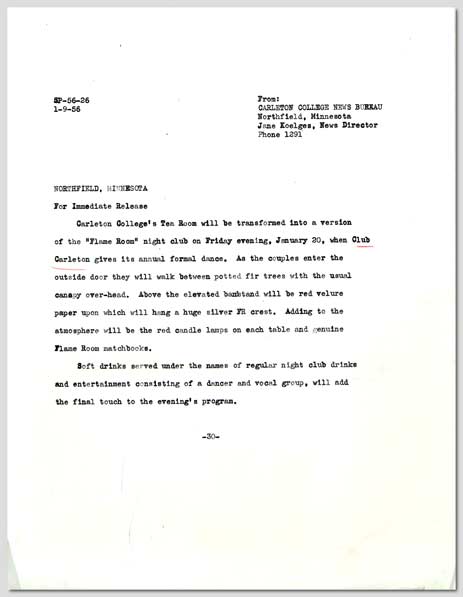 SP-56-26
1-9-56
From:
CARLETON COLLEGE NEWS BUREAU
Northfield, Minnesota
Jane Koelges, News Director
Phone 1291
NORTHFIELD, MINNESOTA
For Immediate Release
Carleton College's Tea Room will be transformed into a version
of the "Flame Room" night club on Friday evening, January 20, when Club
Carleton gives its annual formal dance. As the couples enter the
outside door they will walk between potted fir trees with the usual
canapy over-head. Above the elevated bandstand will be red velure
paper upon which will hang a huge silver FR crest. Adding to the
atmosphere will be the red candle lamps on each table and genuine
Flame Room matchbooks.
Soft drinks served under the names of regular night club drinks
and entertainment consisting of a dancer and vocal group, will add
the final touch to the evening's program.
-30-